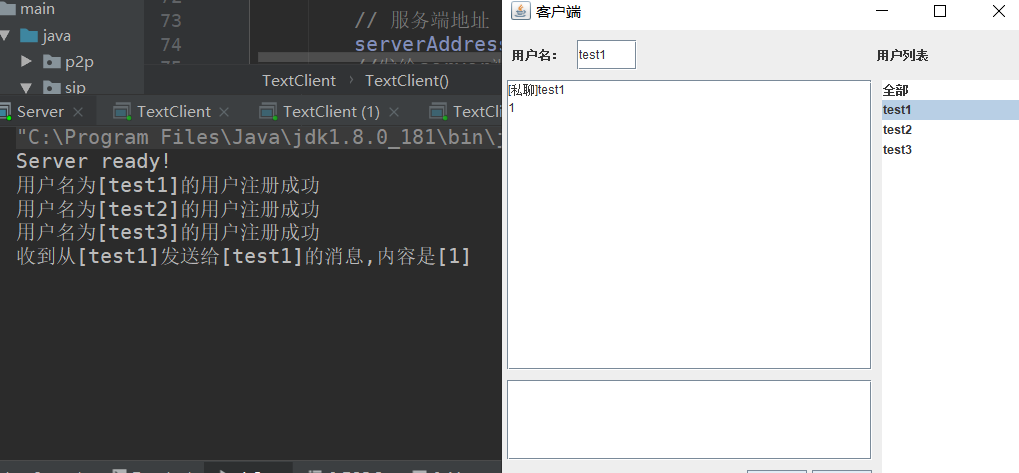 main
java
p2p
sip
73
74
// 服务端地址
serverAddress
TextClient › TextClient()
Server × TextClient × TextClient (1) × TextCli
"C:\Program Files\Java\jdk1.8.0_181\bin\j
Server ready!
用户名为[test1]的用户注册成功
用户名为[test2]的用户注册成功
用户名为[test3]的用户注册成功
收到从[test1]发送给[test1]的消息,内容是[1]
客户端
用户名： test1
用户列表
[私聊]test1
1
全部
test1
test2
test3